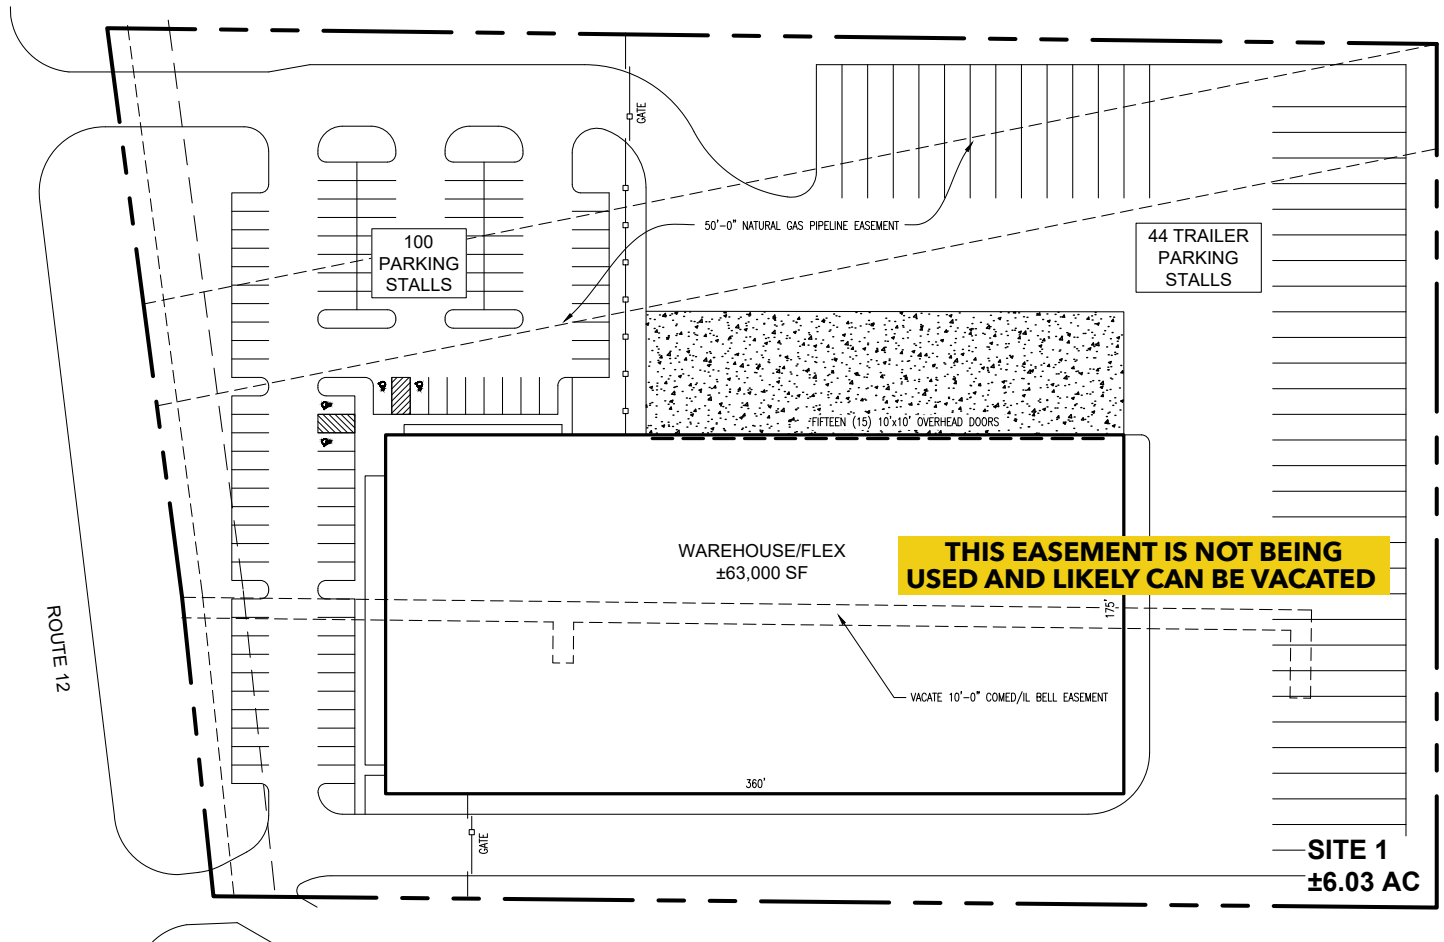 GATE
50'-0" NATURAL GAS PIPELINE EASEMENT
100
PARKING
STALLS
44 TRAILER
PARKING
STALLS
FIFTEEN (15) 10'x10' OVERHEAD DOORS
WAREHOUSE/FLEX
±63,000 SF
THIS EASEMENT IS NOT BEING
USED AND LIKELY CAN BE VACATED
175'
ROUTE 12
VACATE 10'-0" COMED/IL BELL EASEMENT
360'
GATE
SITE 1
±6.03 AC